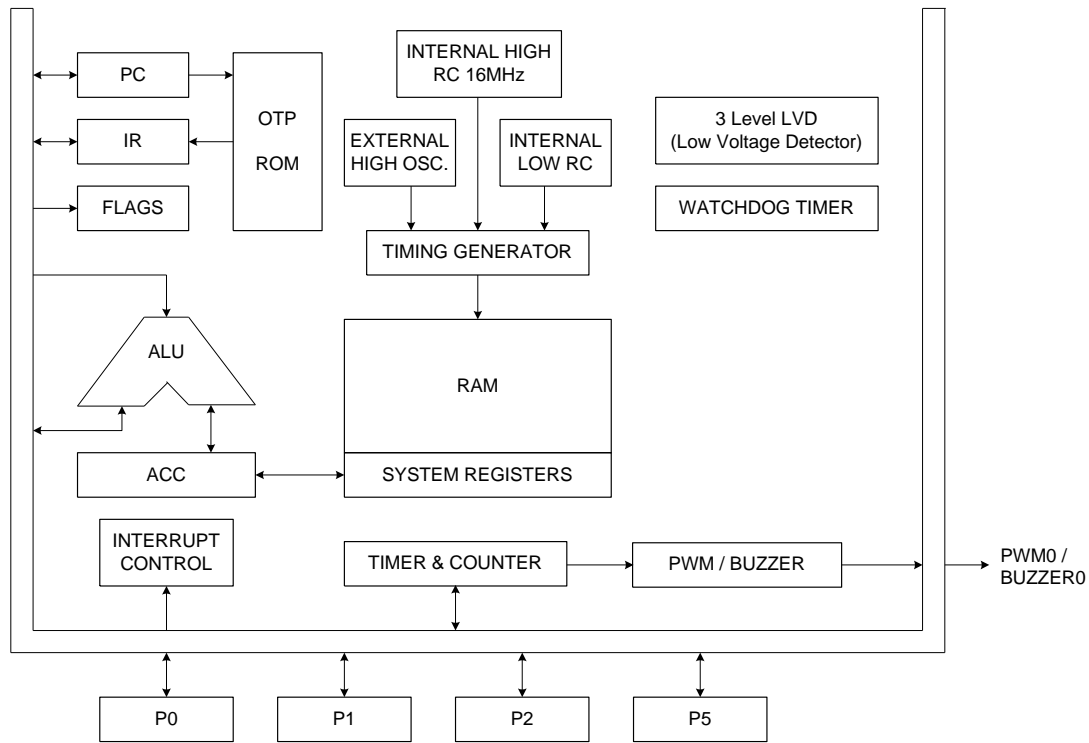 PC
IR
FLAGS
OTP
ROM
INTERNAL HIGH
RC 16MHz
EXTERNAL
HIGH OSC.
INTERNAL
LOW RC
TIMING GENERATOR
3 Level LVD
(Low Voltage Detector)
WATCHDOG TIMER
ALU
RAM
ACC
SYSTEM REGISTERS
INTERRUPT
CONTROL
TIMER & COUNTER
PWM / BUZZER
PWM0 /
BUZZER0
P0
P1
P2
P5